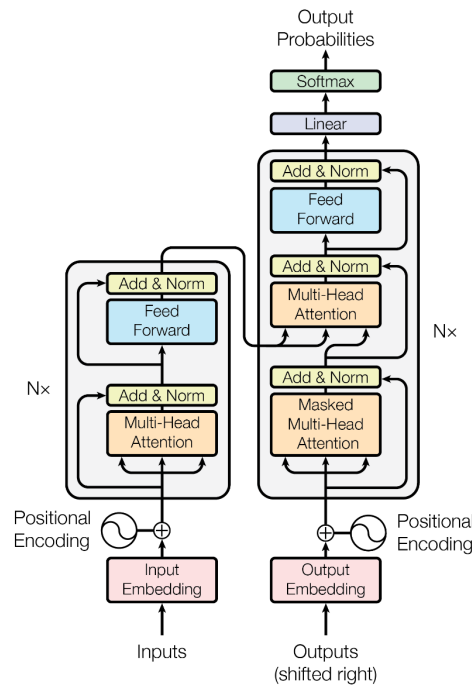 Output
Probabilities
Softmax
Linear
Add & Norm
Feed
Forward
Add & Norm
Multi-Head
Attention
Nx
Add & Norm
Masked
Multi-Head
Attention
Add & Norm
Feed
Forward
N×
Add & Norm
Multi-Head
Attention
Positional
Encoding
Positional
Encoding
Input
Embedding
Output
Embedding
Inputs
Outputs
(shifted right)